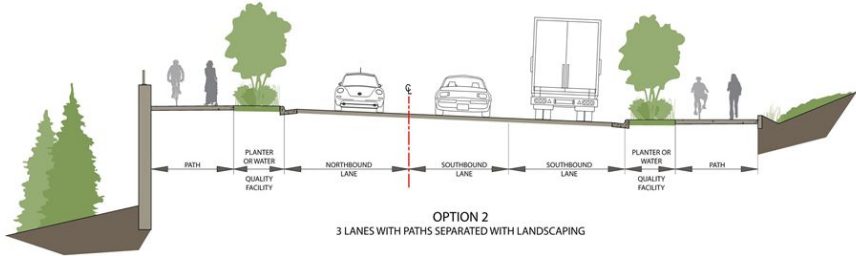 ℄
PATH
PLANTER
OR WATER
QUALITY
FACILITY
NORTHBOUND
LANE
SOUTHBOUND
LANE
SOUTHBOUND
LANE
PLANTER OR
WATER
QUALITY
FACILITY
PATH
OPTION 2
3 LANES WITH PATHS SEPARATED WITH LANDSCAPING